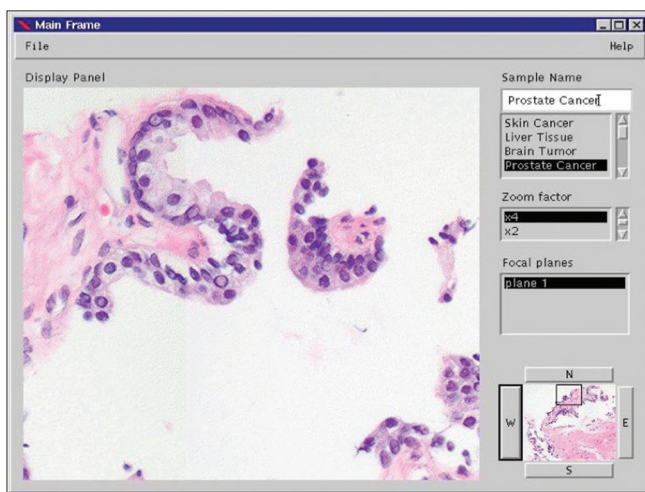 Main Frame
File Help
Display Panel
Sample Name
Prostate Cancer
Skin Cancer
Liver Tissue
Brain Tumor
Prostate Cancer
Zoom factor
x4
x2
Focal planes
plane 1
N
W E
S